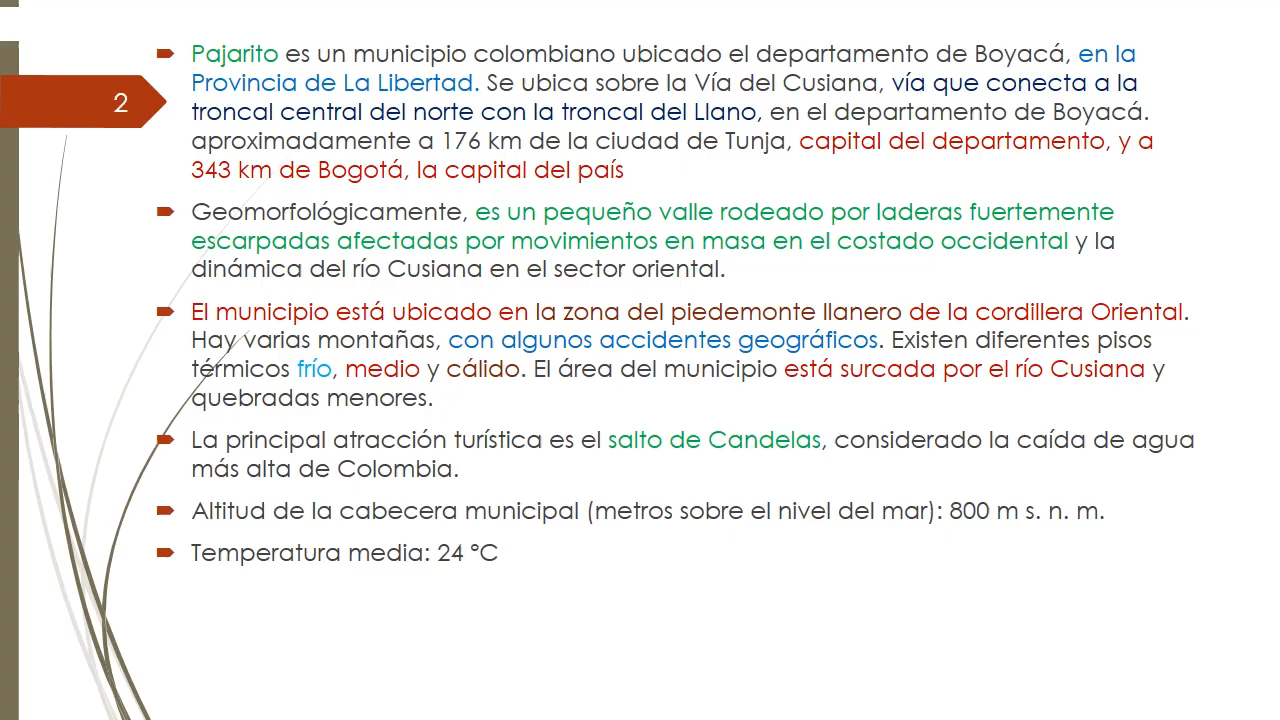 2
Pajarito es un municipio colombiano ubicado el departamento de Boyacá, en la
Provincia de La Libertad. Se ubica sobre la Vía del Cusiana, vía que conecta a la
troncal central del norte con la troncal del Llano, en el departamento de Boyacá.
aproximadamente a 176 km de la ciudad de Tunja, capital del departamento, y a
343 km de Bogotá, la capital del país
Geomorfológicamente, es un pequeño valle rodeado por laderas fuertemente
escarpadas afectadas por movimientos en masa en el costado occidental y la
dinámica del río Cusiana en el sector oriental.
El municipio está ubicado en la zona del piedemonte llanero de la cordillera Oriental.
Hay varias montañas, con algunos accidentes geográficos. Existen diferentes pisos
térmicos frío, medio y cálido. El área del municipio está surcada por el río Cusiana y
quebradas menores.
La principal atracción turística es el salto de Candelas, considerado la caída de agua
más alta de Colombia.
Altitud de la cabecera municipal (metros sobre el nivel del mar): 800 m s. n. m.
Temperatura media: 24 °C